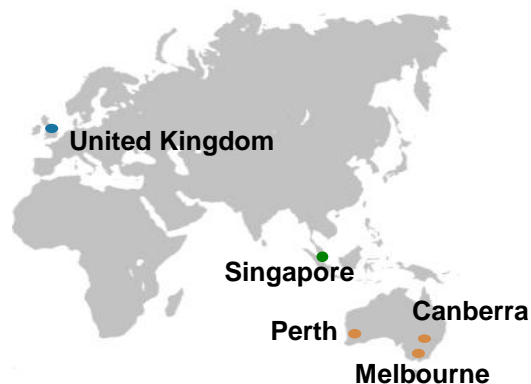 United Kingdom
Singapore
Canberra
Perth
Melbourne